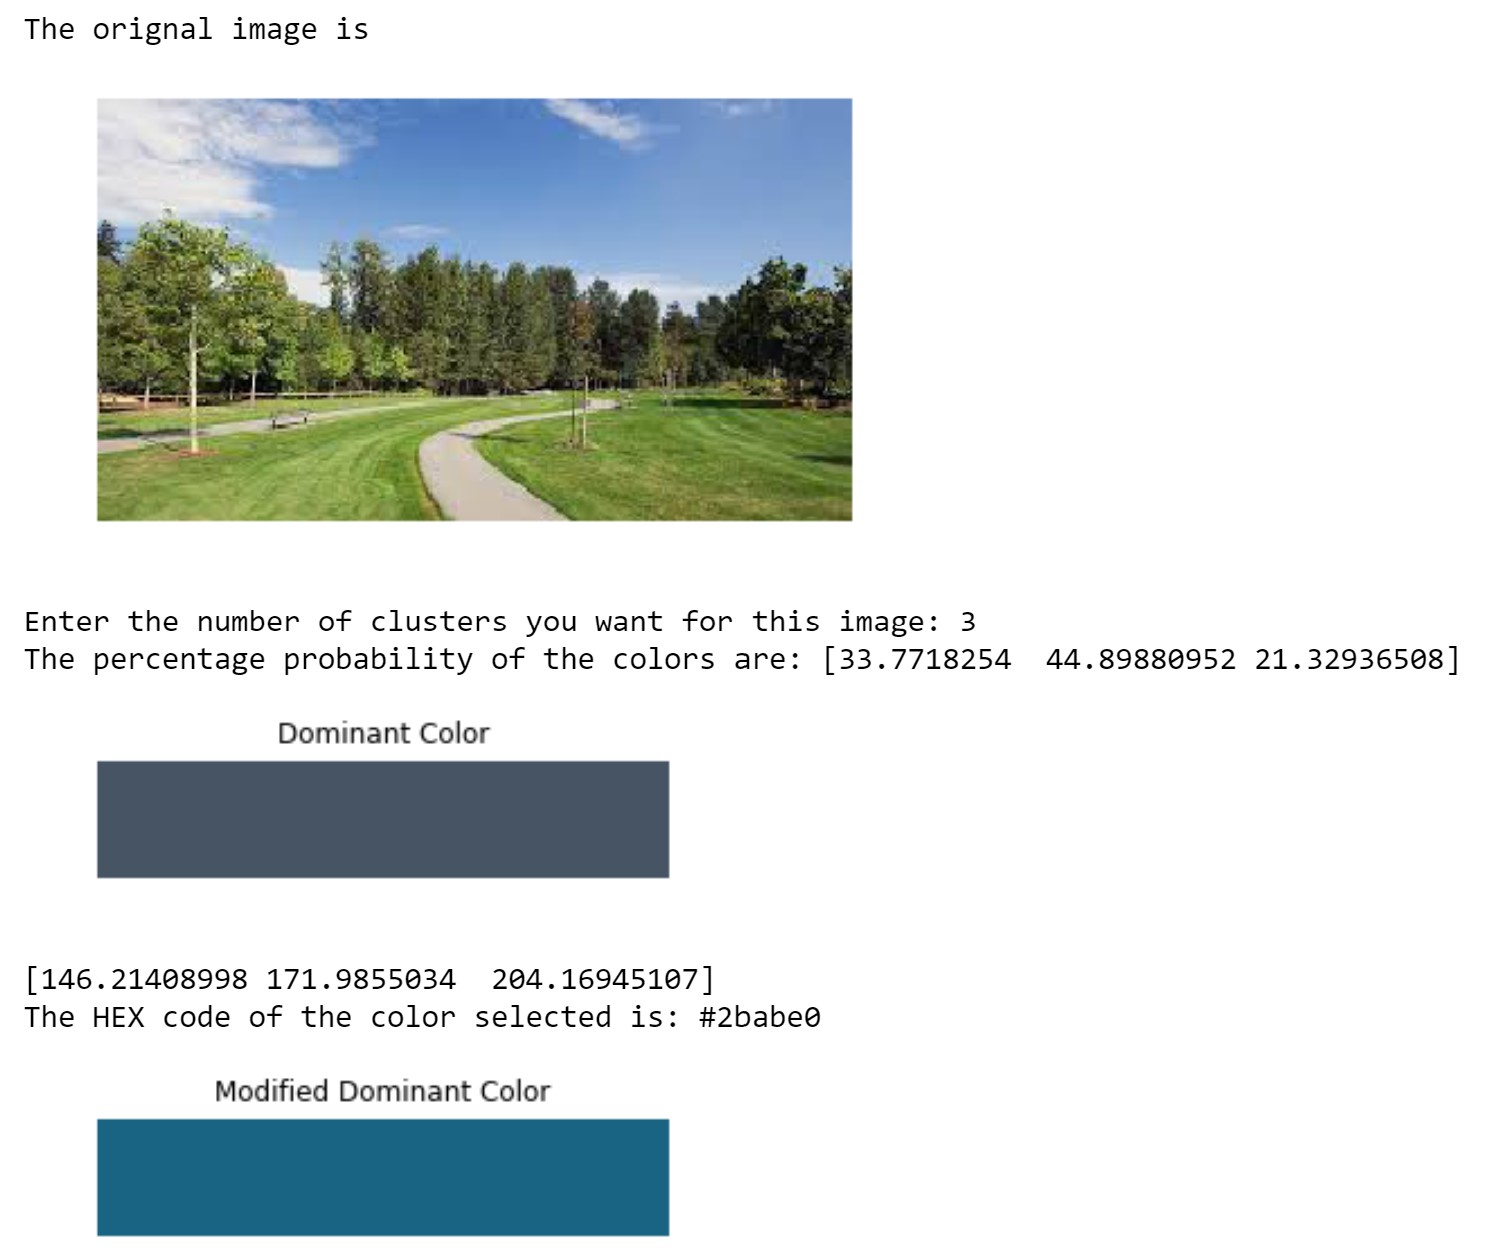 The orignal image is
Enter the number of clusters you want for this image: 3
The percentage probability of the colors are: [33.7718254  44.89880952 21.32936508]
Dominant Color
[146.21408998 171.9855034  204.16945107]
The HEX code of the color selected is: #2babe0
Modified Dominant Color